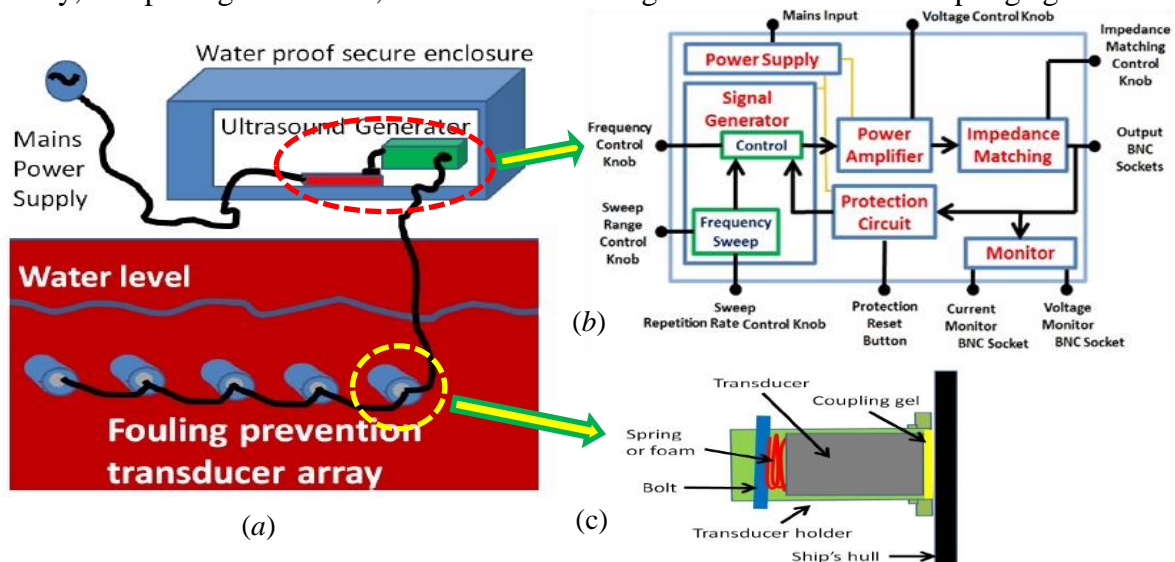 Water proof secure enclosure
Mains
Power
Supply
Ultrasound Generator
Water level
Fouling prevention
transducer array
(a)
Mains Input
Voltage Control Knob
Impedance
Matching
Control
Knob
Power Supply
Signal
Generator
Frequency
Control
Knob
Control
Power
Amplifier
Impedance
Matching
Output
BNC
Sockets
Sweep
Range
Control
Knob
Frequency
Sweep
Protection
Circuit
Monitor
(b)
Sweep
Repetition Rate Control Knob
Protection
Reset
Button
Current
Monitor
BNC Socket
Voltage
Monitor
BNC Socket
Transducer
Coupling gel
Spring
or foam
Bolt
(c)
Transducer holder
Ship's hull